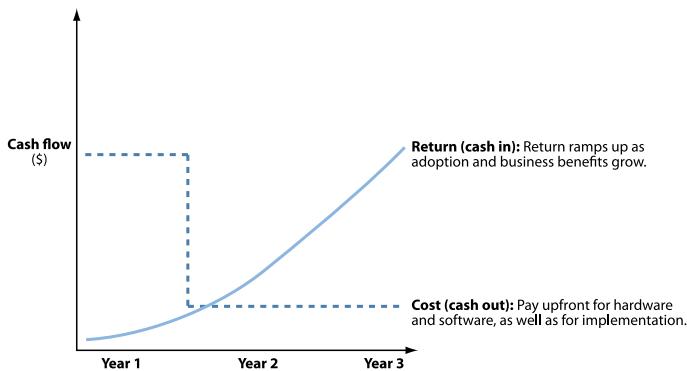 Cash flow
($)
Return (cash in): Return ramps up as
adoption and business benefits grow.
Cost (cash out): Pay upfront for hardware
and software, as well as for implementation.
Year 1
Year 2
Year 3